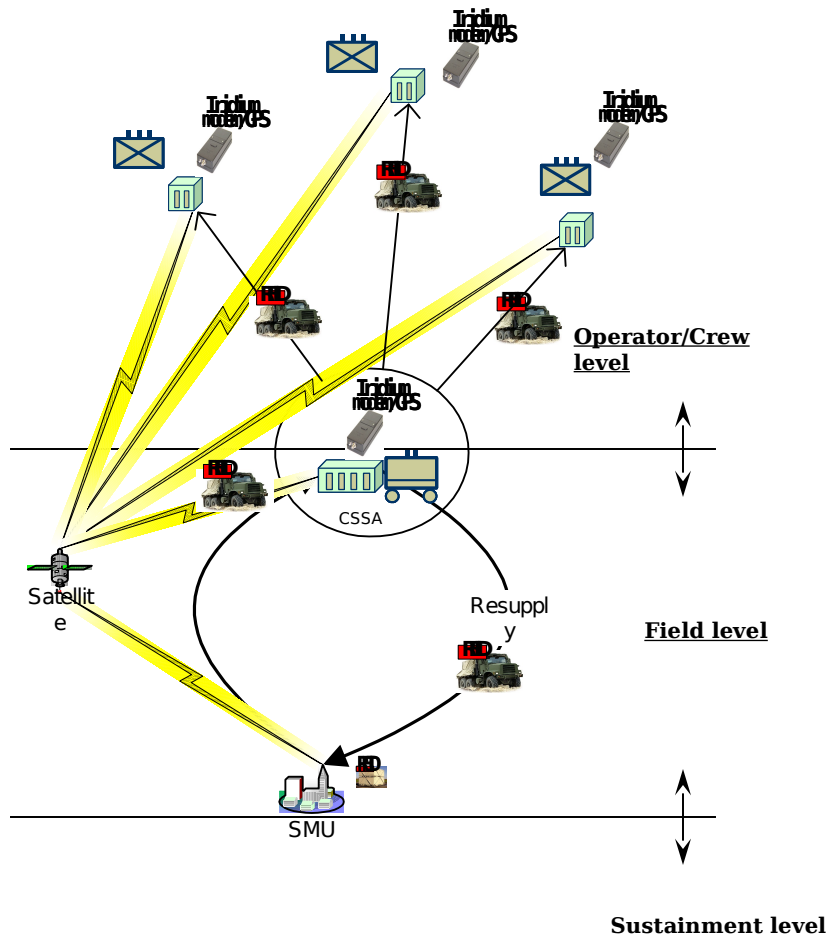 Iridium
modem/GPS
Iridium
modem/GPS
Iridium
modem/GPS
RFID
RFID
RFID
Operator/Crew
level
Iridium
modem/GPS
RFID
CSSA
Satellit
e
Resuppl
y
Field level
RFID
RFID
SMU
Sustainment level